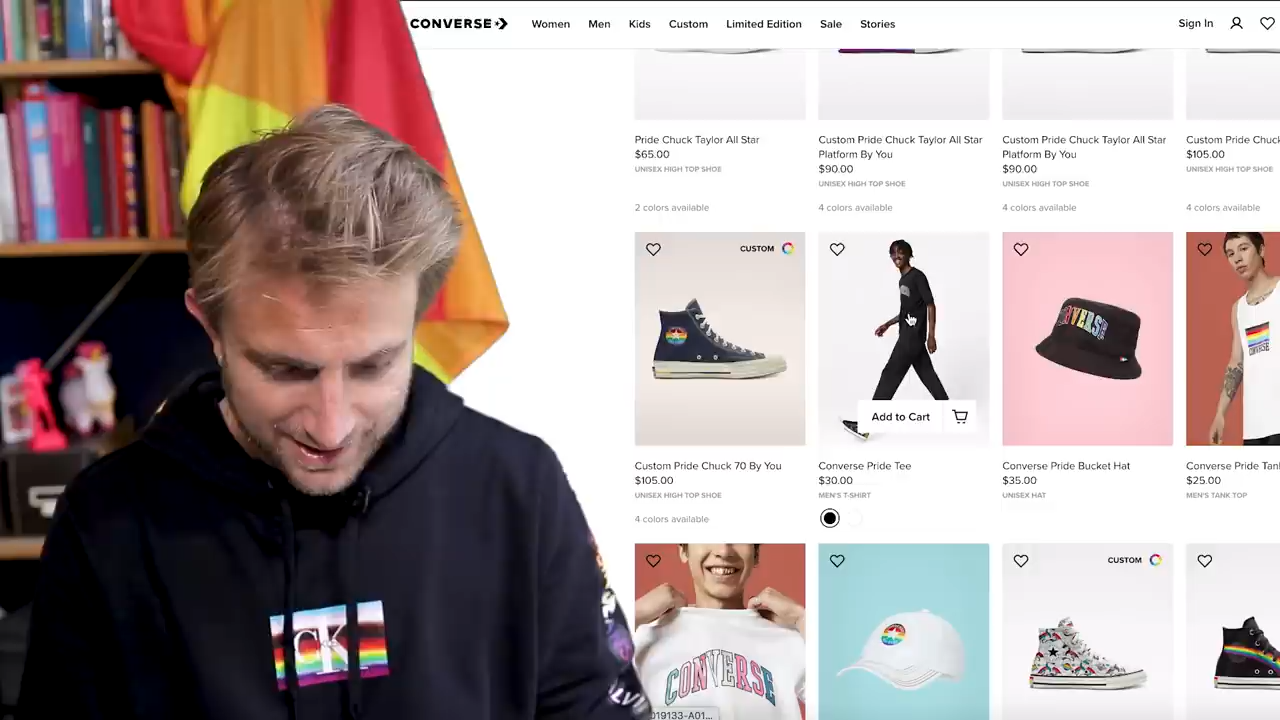 CONVERSE
Women
Men
Kids
Custom
Limited Edition
Sale
Stories
Sign In
Pride Chuck Taylor All Star
$65.00
UNISEX HIGH TOP SHOE
2 colors available
Custom Pride Chuck Taylor All Star
Platform By You
$90.00
UNISEX HIGH TOP SHOE
4 colors available
Custom Pride Chuck Taylor All Star
Platform By You
$90.00
UNISEX HIGH TOP SHOE
4 colors available
Custom Pride Chuck
$105.00
UNISEX HIGH TOP SHOE
4 colors available
CUSTOM
Custom Pride Chuck 70 By You
$105.00
UNISEX HIGH TOP SHOE
4 colors available
Add to Cart
Converse Pride Tee
$30.00
MEN'S T-SHIRT
CONVERSE
Converse Pride Bucket Hat
$35.00
UNISEX HAT
CONVERSE
Converse Pride Tank
$25.00
MEN'S TANK TOP
CONVERSE
CUSTOM
019133-A01...
CK